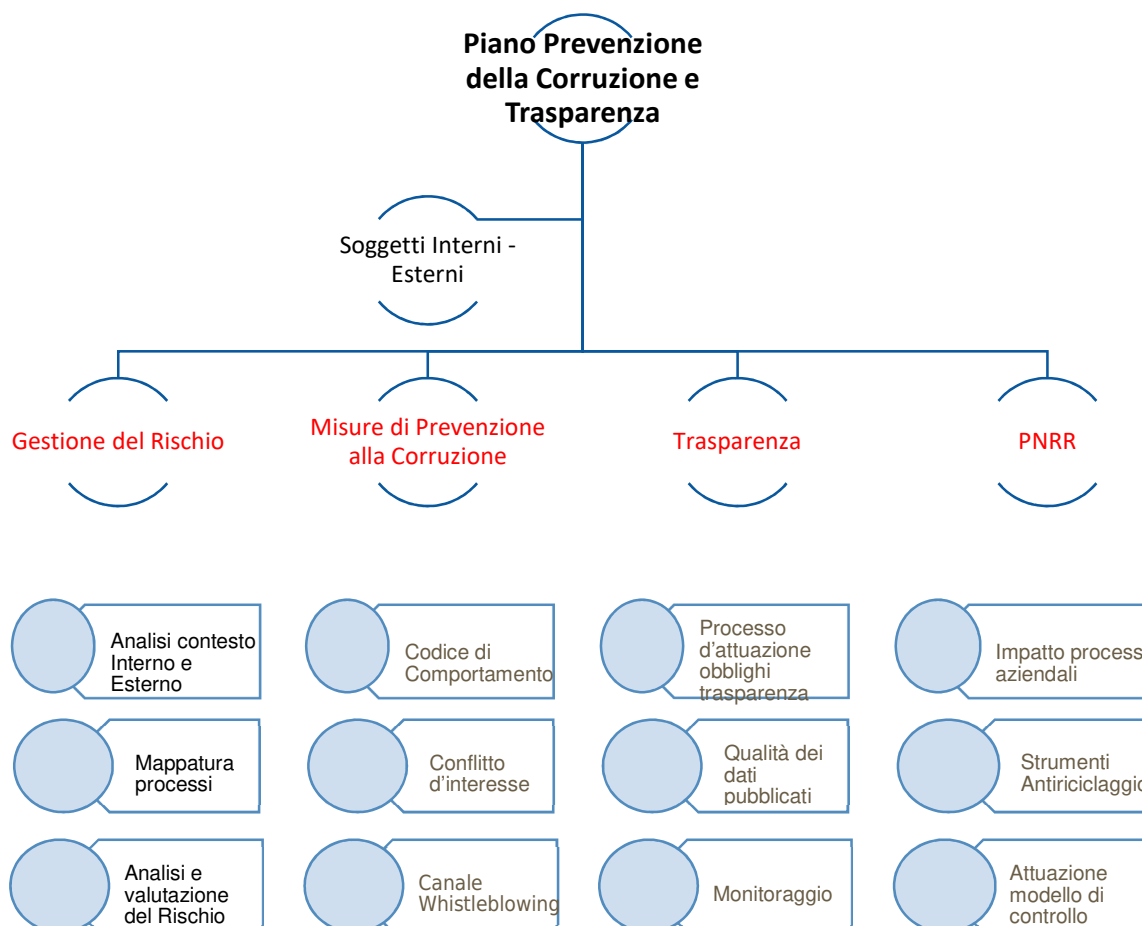 Piano Prevenzione
della Corruzione e
Trasparenza
Soggetti Interni -
Esterni
Gestione del Rischio
Misure di Prevenzione
alla Corruzione
Trasparenza
PNRR
Analisi contesto
Interno e
Esterno
Codice di
Comportamento
Processo
d'attuazione
obblighi
trasparenza
Impatto process
aziendali
Mappatura
processi
Conflitto
d'interesse
Qualità dei
dati
pubblicati
Strumenti
Antiriciclaggio
Analisi e
valutazione
del Rischio
Canale
Whistleblowing
Monitoraggio
Attuazione
modello di
controllo